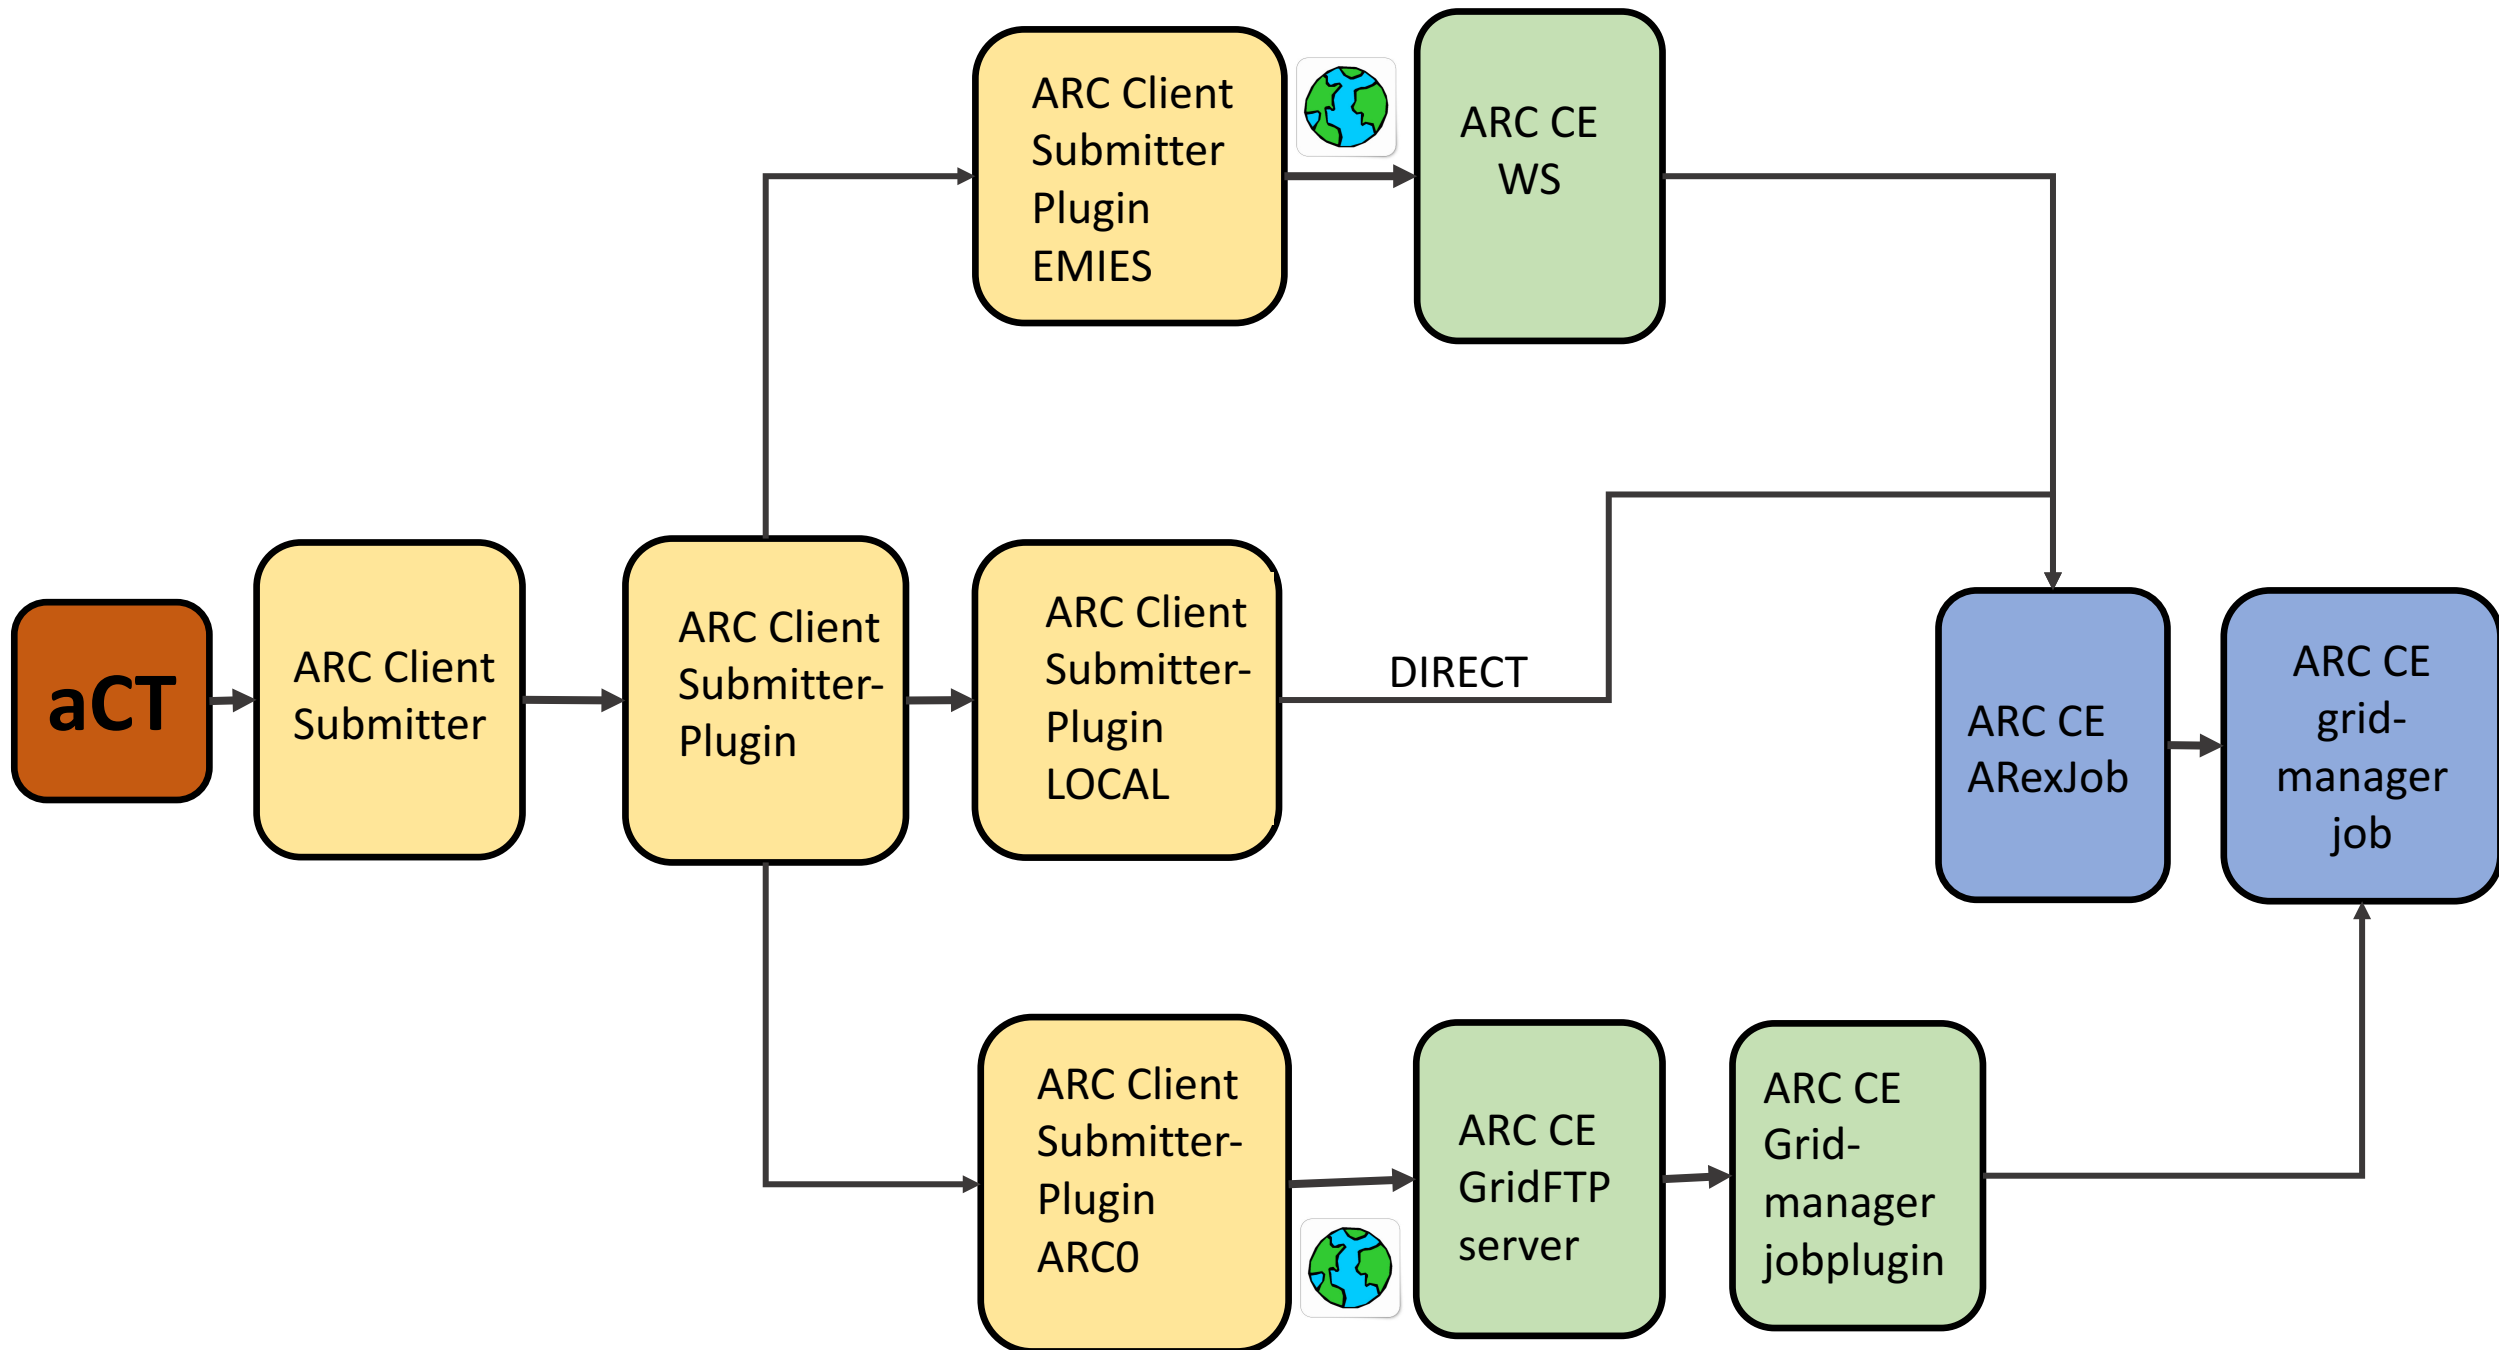 ARC Client
Submitter
Plugin
EMIES
ARC CE
WS
aCT
ARC Client
Submitter
ARC Client
Submitter-
Plugin
ARC Client
Submitter-
Plugin
LOCAL
DIRECT
ARC CE
ARexJob
ARC CE
grid-
manager
job
ARC Client
Submitter-
Plugin
ARC0
ARC CE
GridFTP
server
ARC CE
Grid-
manager
jobplugin